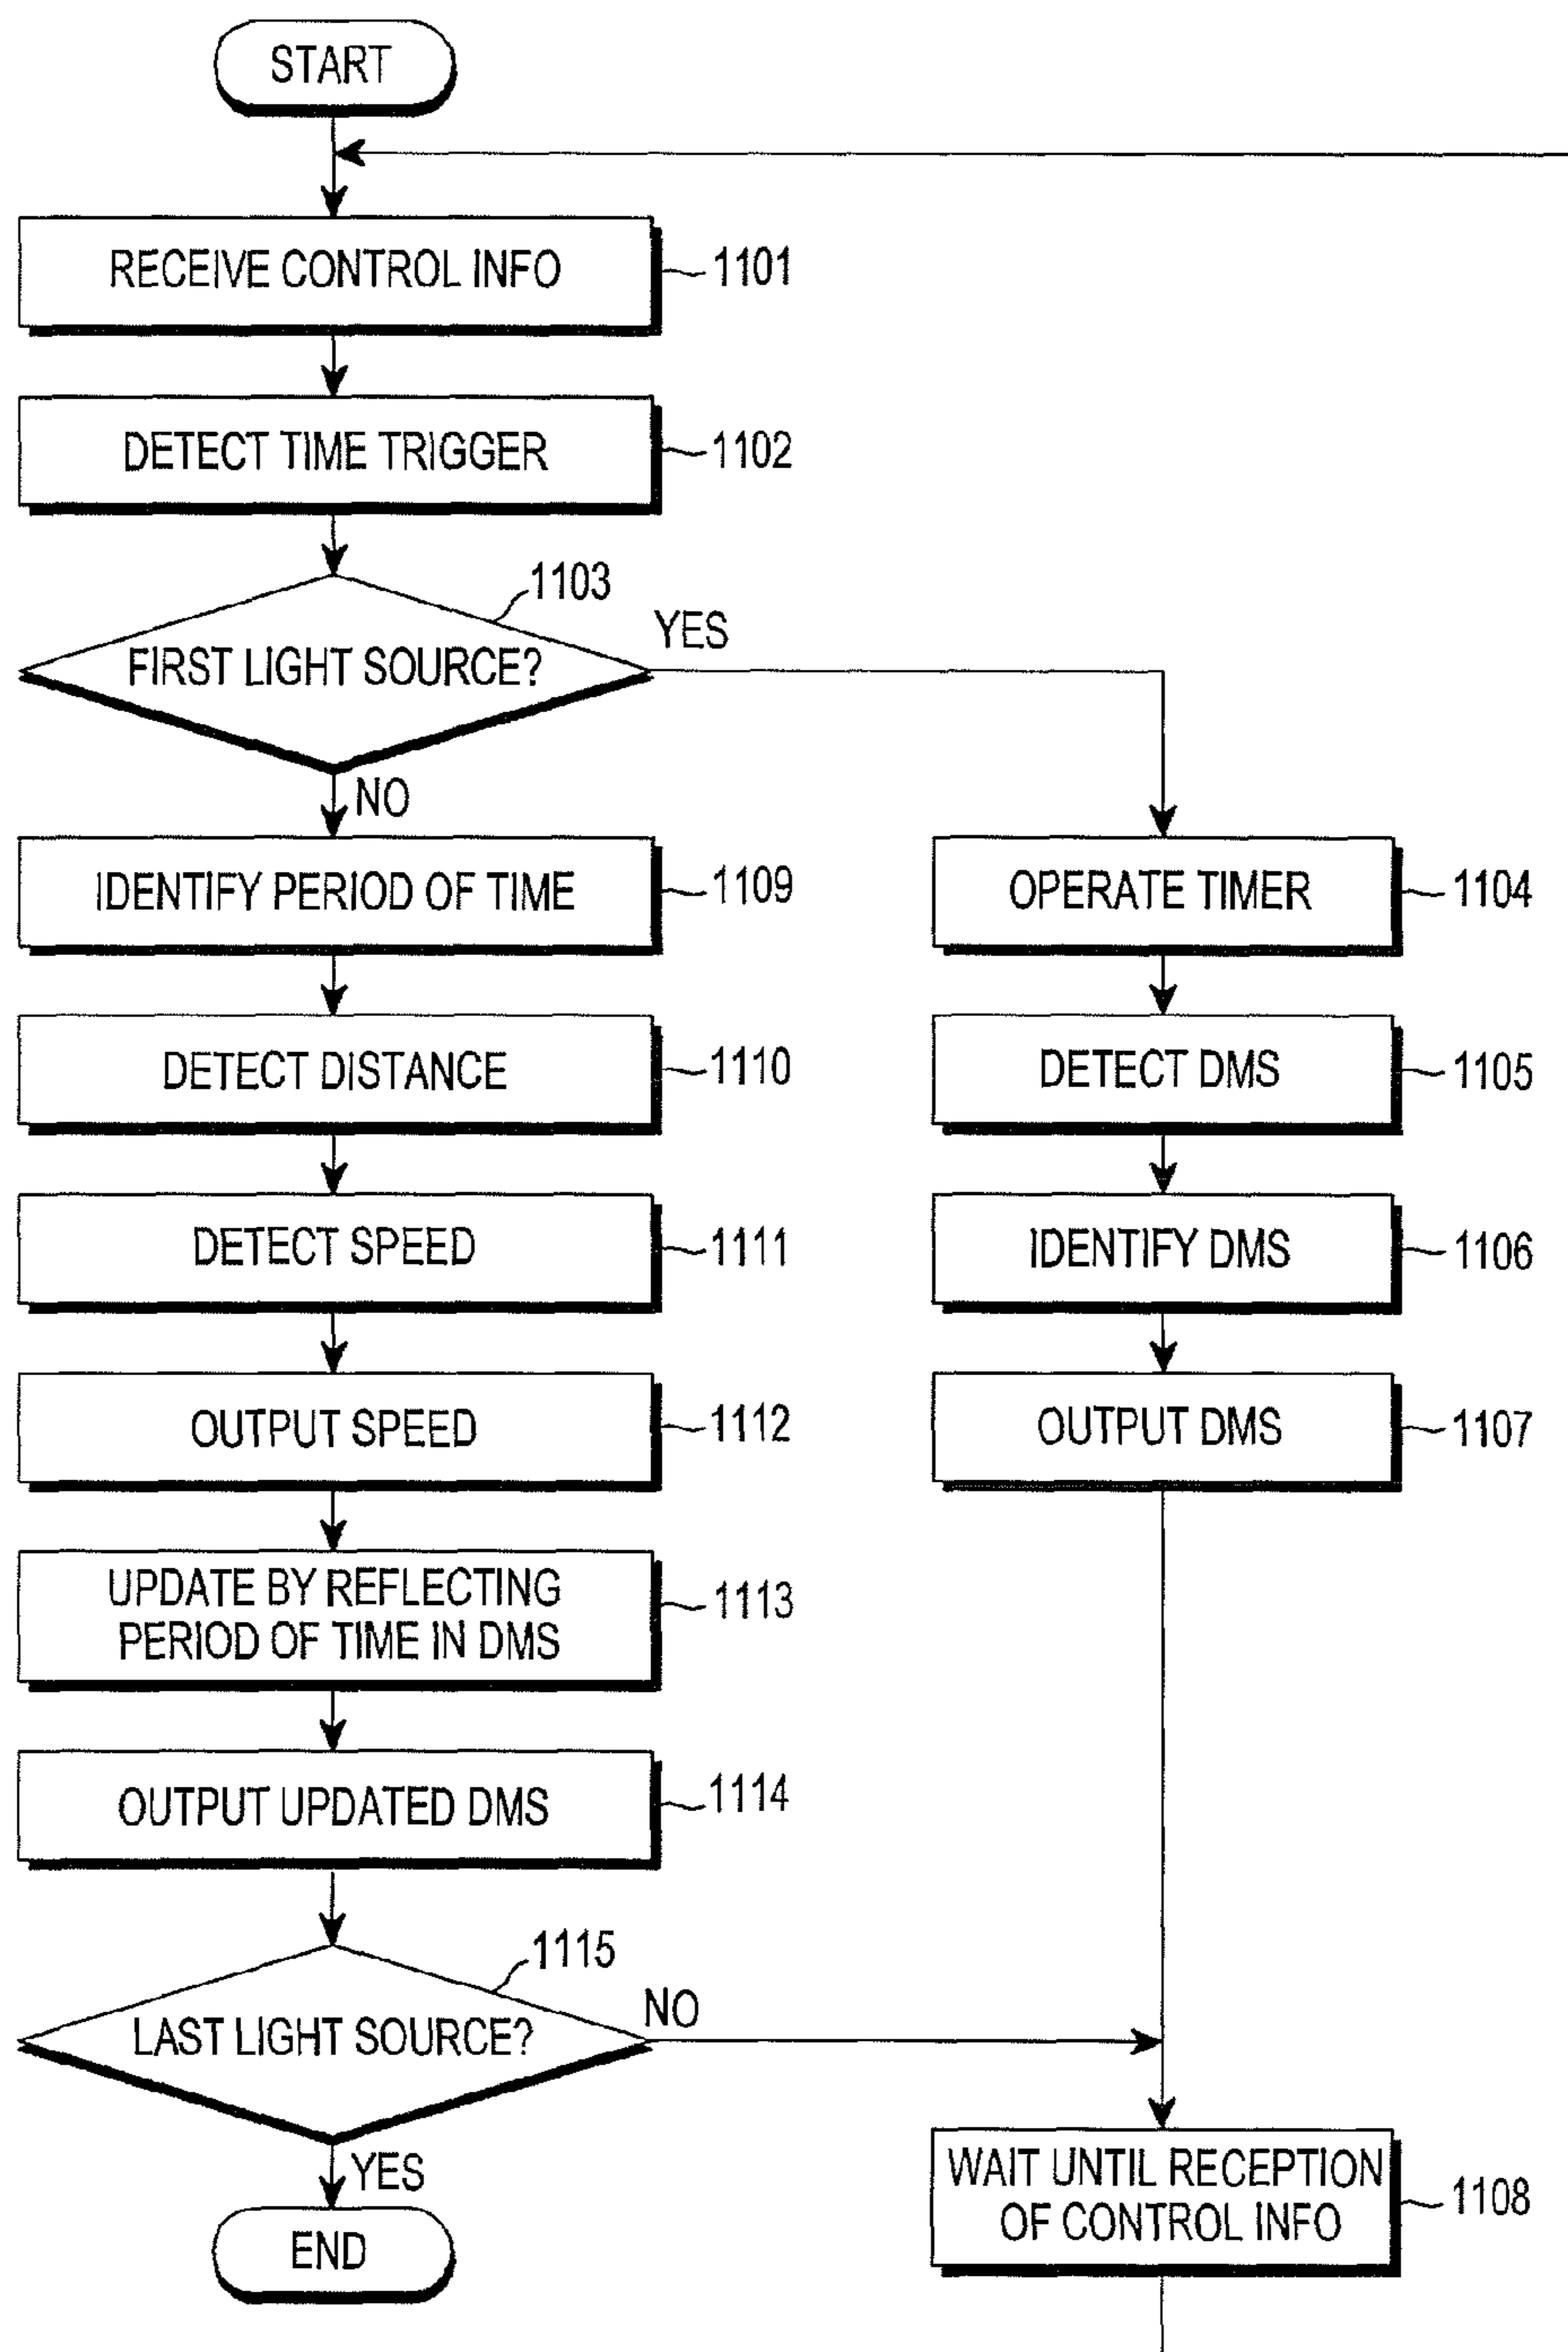 START
RECEIVE CONTROL INFO
1101
DETECT TIME TRIGGER
1102
1103
FIRST LIGHT SOURCE?
YES
NO
IDENTIFY PERIOD OF TIME
1109
OPERATE TIMER
1104
DETECT DISTANCE
1110
DETECT DMS
1105
DETECT SPEED
1111
IDENTIFY DMS
1106
OUTPUT SPEED
1112
OUTPUT DMS
1107
UPDATE BY REFLECTING
PERIOD OF TIME IN DMS
1113
OUTPUT UPDATED DMS
1114
1115
LAST LIGHT SOURCE?
NO
YES
WAIT UNTIL RECEPTION
OF CONTROL INFO
1108
END